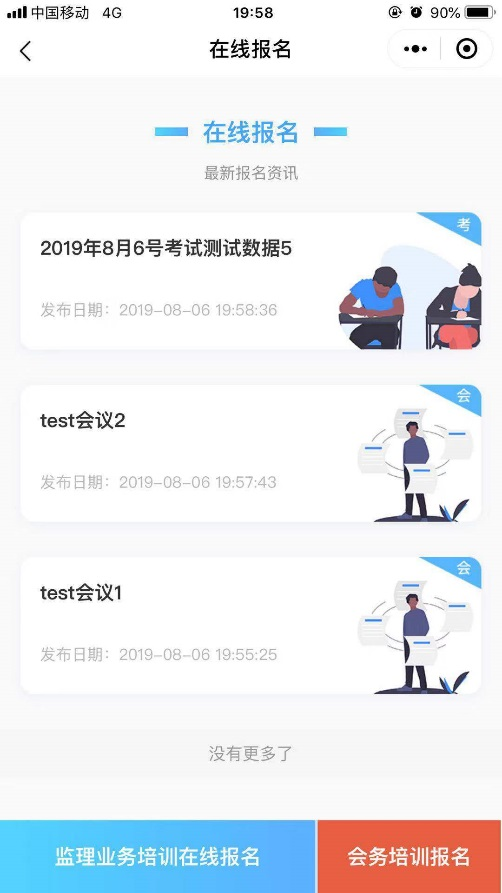 中国移动 4G 19:58 90%
在线报名
在线报名
最新报名资讯
考
2019年8月6号考试测试数据5
发布日期：2019-08-06 19:58:36
会
test会议2
发布日期：2019-08-06 19:57:43
会
test会议1
发布日期：2019-08-06 19:55:25
没有更多了
监理业务培训在线报名 会务培训报名